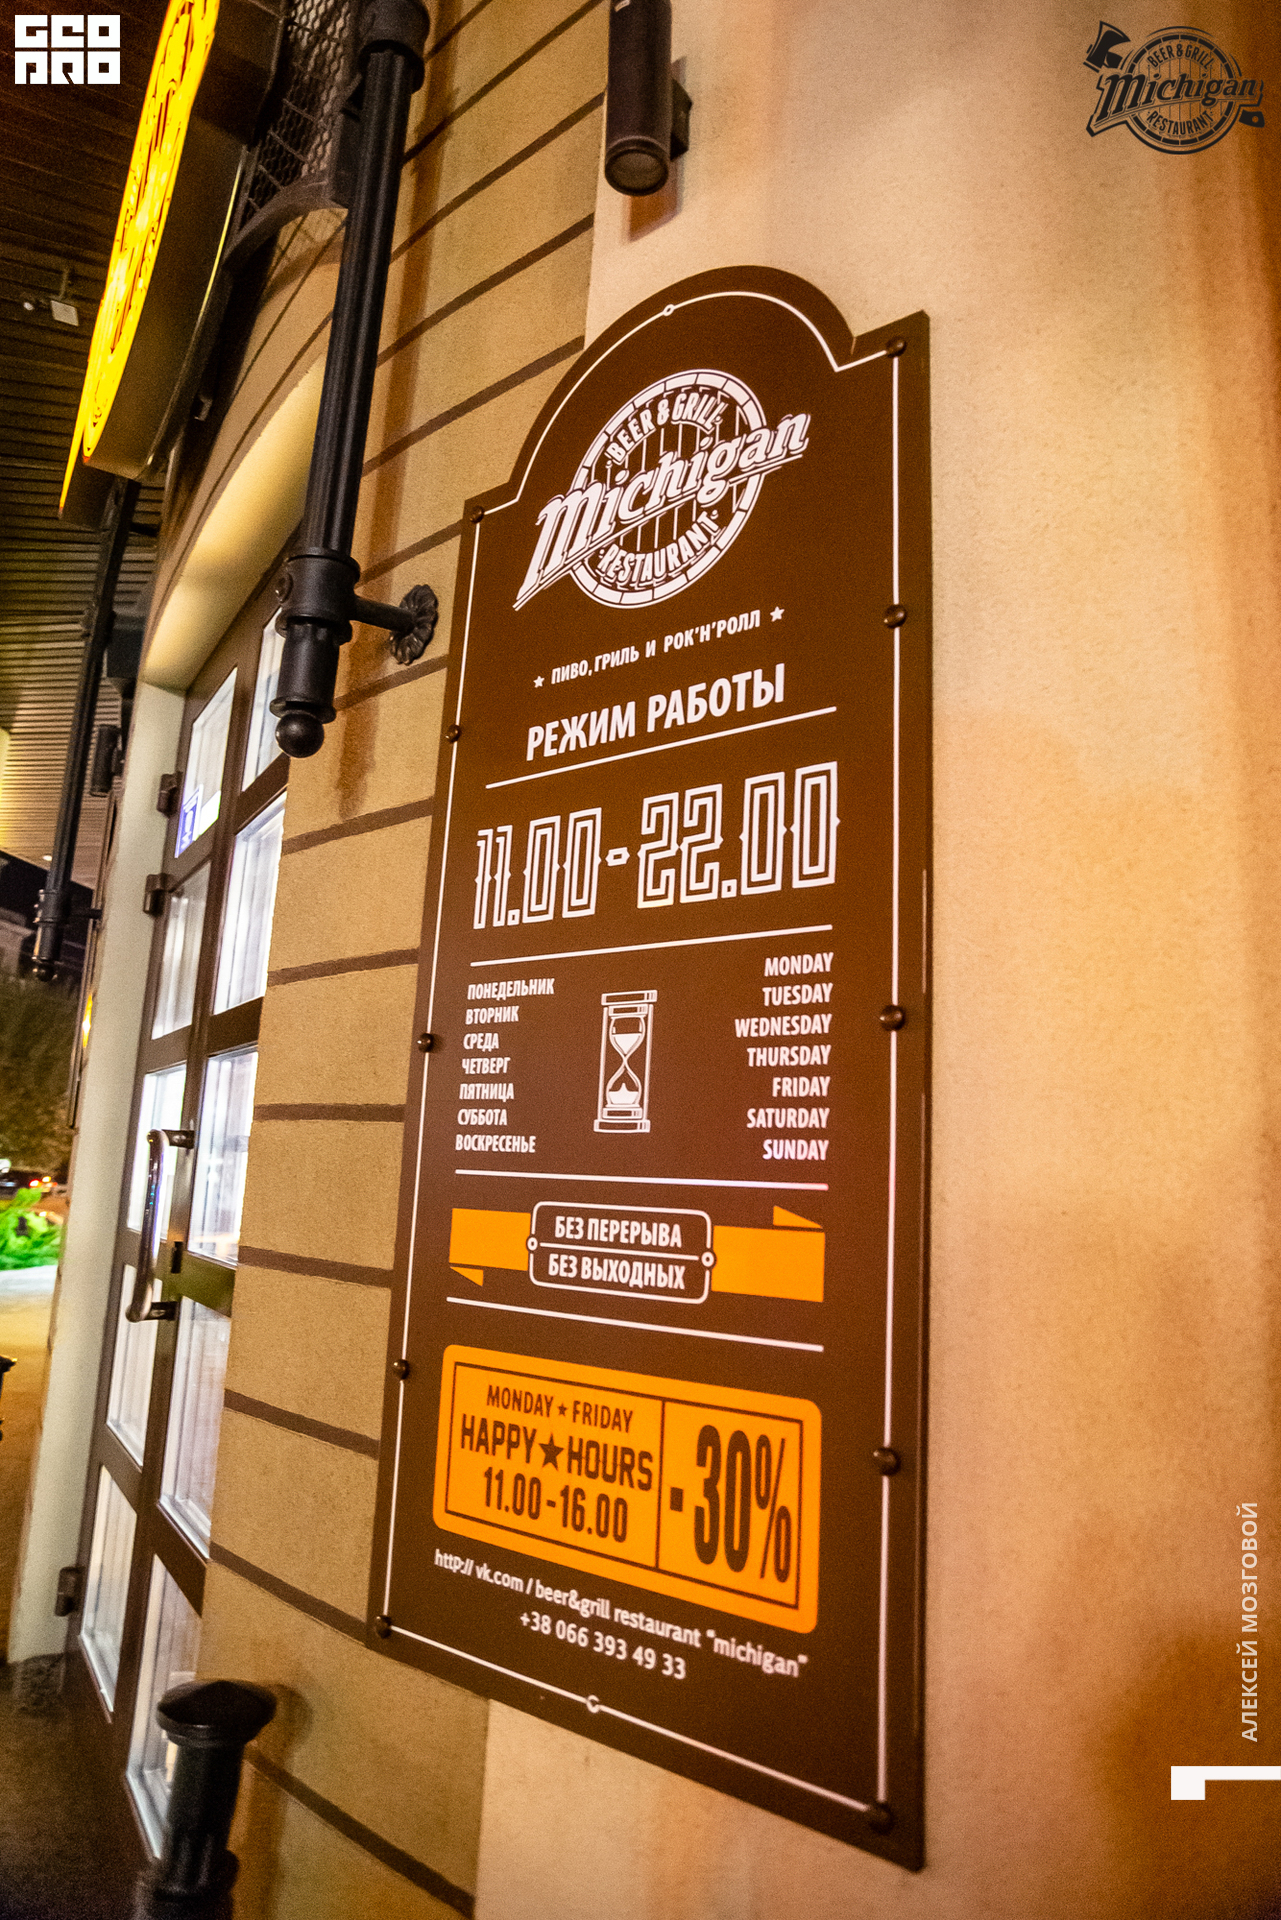 GEO
PRO
BEER & GRILL
Michigan
RESTAURANT
BEER & GRILL
Michigan
RESTAURANT
★ ПИВО, ГРИЛЬ И РОК'Н'РОЛЛ ★
РЕЖИМ РАБОТЫ
11.00-22.00
ПОНЕДЕЛЬНИК
ВТОРНИК
СРЕДА
ЧЕТВЕРГ
ПЯТНИЦА
СУББОТА
ВОСКРЕСЕНЬЕ
MONDAY
TUESDAY
WEDNESDAY
THURSDAY
FRIDAY
SATURDAY
SUNDAY
БЕЗ ПЕРЕРЫВА
БЕЗ ВЫХОДНЫХ
MONDAY ★ FRIDAY
HAPPY ★ HOURS
11.00-16.00
-30%
http:// vk.com / beer&grill restaurant "michigan"
+38 066 393 49 33
АЛЕКСЕЙ МОЗГОВОЙ
1